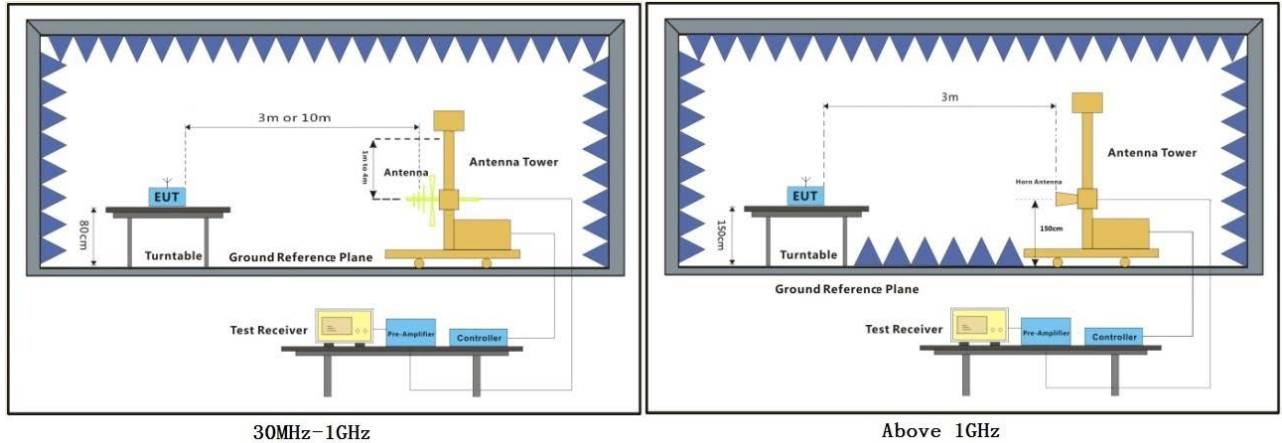 3m or 10m
1m to 4m
Antenna
Antenna Tower
EUT
80cm
Turntable
Ground Reference Plane
Test Receiver
Pre-Amplifier
Controller
30MHz-1GHz
3m
Antenna Tower
Horn Antenna
EUT
150cm
150cm
Turntable
Ground Reference Plane
Test Receiver
Pre-Amplifier
Controller
Above 1GHz